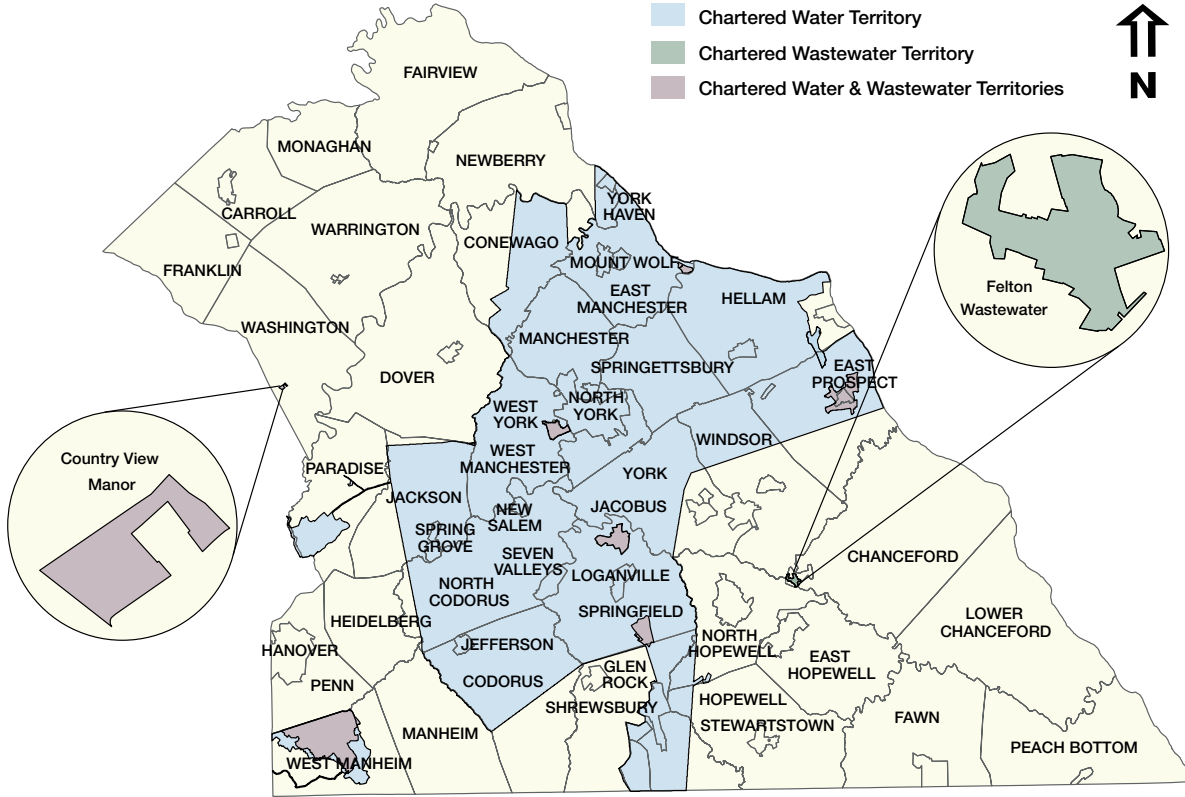 Chartered Water Territory
Chartered Wastewater Territory
Chartered Water & Wastewater Territories
N
FAIRVIEW
MONAGHAN
NEWBERRY
CARROLL
WARRINGTON
YORK
HAVEN
CONEWAGO
FRANKLIN
MOUNT WOLF
EAST
MANCHESTER
HELLAM
Felton
Wastewater
WASHINGTON
MANCHESTER
SPRINGETTSBURY
DOVER
EAST
PROSPECT
WEST
YORK
NORTH
YORK
WINDSOR
Country View
Manor
PARADISE
WEST
MANCHESTER
YORK
JACKSON
JACOBUS
NEW
SALEM
SPRING
GROVE
SEVEN
VALLEYS
CHANCEFORD
LOGANVILLE
NORTH
CODORUS
SPRINGFIELD
LOWER
CHANCEFORD
HEIDELBERG
HANOVER
JEFFERSON
NORTH
HOPEWELL
EAST
HOPEWELL
PENN
CODORUS
GLEN
ROCK
HOPEWELL
SHREWSBURY
STEWARTSTOWN
FAWN
MANHEIM
PEACH BOTTOM
WEST MANHEIM